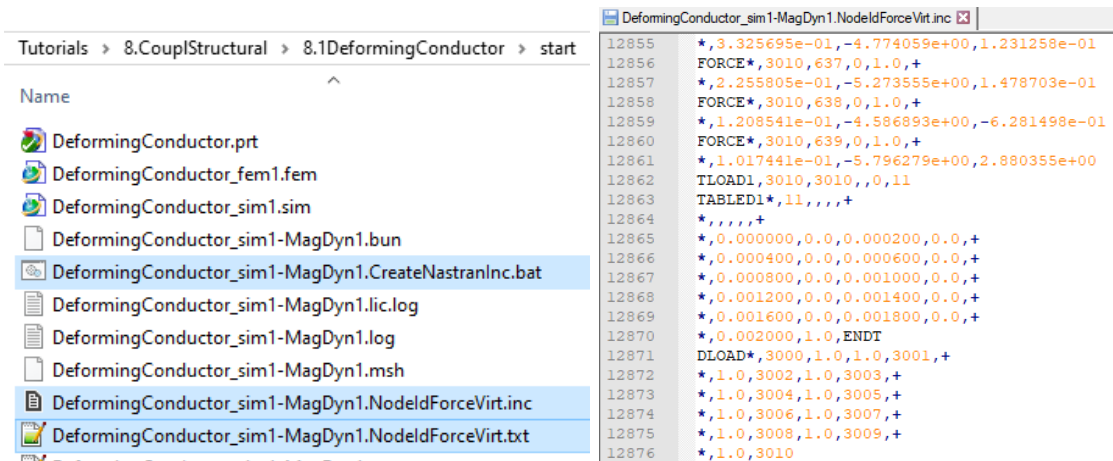 Tutorials > 8.CouplStructural > 8.1DeformingConductor > start
Name
DeformingConductor.prt
DeformingConductor_fem1.fem
DeformingConductor_sim1.sim
DeformingConductor_sim1-MagDyn1.bun
DeformingConductor_sim1-MagDyn1.CreateNastranInc.bat
DeformingConductor_sim1-MagDyn1.lic.log
DeformingConductor_sim1-MagDyn1.log
DeformingConductor_sim1-MagDyn1.msh
DeformingConductor_sim1-MagDyn1.NodeIdForceVirt.inc
DeformingConductor_sim1-MagDyn1.NodeIdForceVirt.txt
DeformingConductor_sim1-MagDyn1.NodeIdForceVirt.inc
12855 *,3.325695e-01,-4.774059e+00,1.231258e-01
12856 FORCE*,3010,637,0,1.0,+
12857 *,2.255805e-01,-5.273555e+00,1.478703e-01
12858 FORCE*,3010,638,0,1.0,+
12859 *,1.208541e-01,-4.586893e+00,-6.281498e-01
12860 FORCE*,3010,639,0,1.0,+
12861 *,1.017441e-01,-5.796279e+00,2.880355e+00
12862 TLOAD1,3010,3010,,0,11
12863 TABLED1*,11,,,,+
12864 *,,,,,+
12865 *,0.000000,0.0,0.000200,0.0,+
12866 *,0.000400,0.0,0.000600,0.0,+
12867 *,0.000800,0.0,0.001000,0.0,+
12868 *,0.001200,0.0,0.001400,0.0,+
12869 *,0.001600,0.0,0.001800,0.0,+
12870 *,0.002000,1.0,ENDT
12871 DLOAD*,3000,1.0,1.0,3001,+
12872 *,1.0,3002,1.0,3003,+
12873 *,1.0,3004,1.0,3005,+
12874 *,1.0,3006,1.0,3007,+
12875 *,1.0,3008,1.0,3009,+
12876 *,1.0,3010